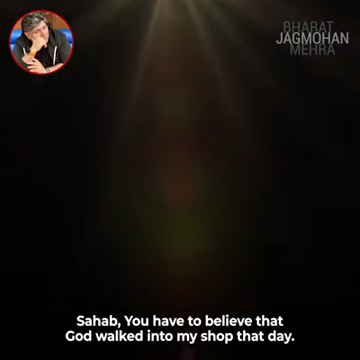 BHARAT
JAGMOHAN
MEHRA
Sahab, You have to believe that
God walked into my shop that day.